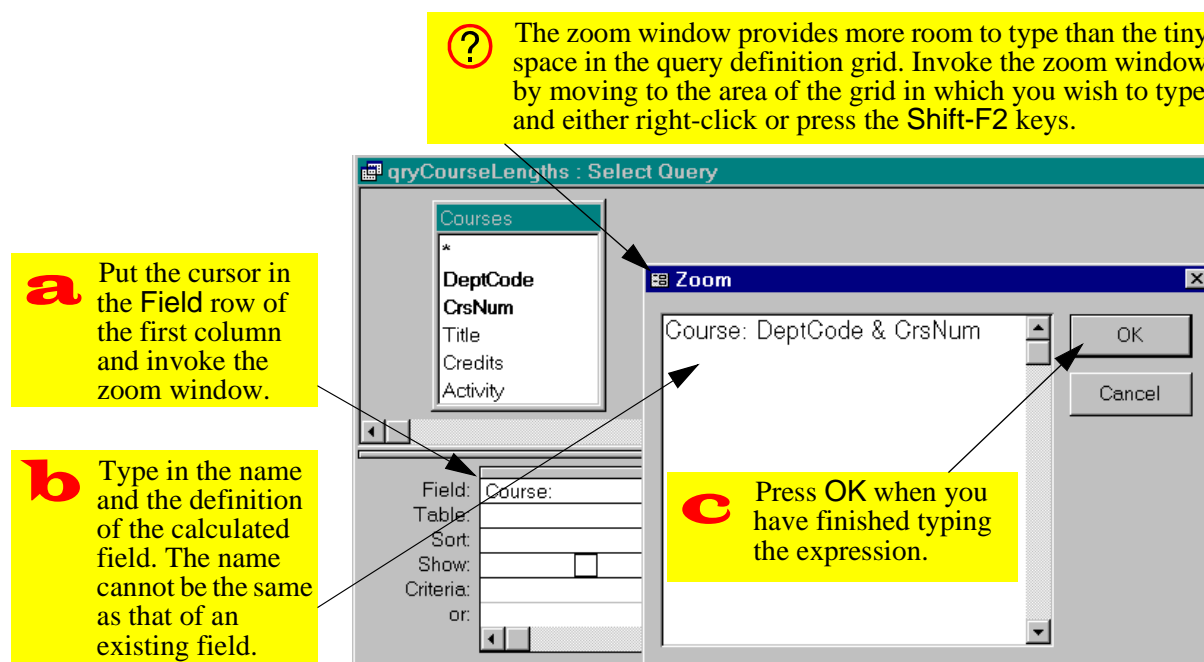 ?
The zoom window provides more room to type than the tiny
space in the query definition grid. Invoke the zoom window
by moving to the area of the grid in which you wish to type
and either right-click or press the Shift-F2 keys.
qryCourseLengths : Select Query
Courses
*
DeptCode
CrsNum
Title
Credits
Activity
a
Put the cursor in
the Field row of
the first column
and invoke the
zoom window.
Zoom
Course: DeptCode & CrsNum
OK
Cancel
b
Type in the name
and the definition
of the calculated
field. The name
cannot be the same
as that of an
existing field.
Field: Course:
Table:
Sort:
Show:
Criteria:
or:
c
Press OK when you
have finished typing
the expression.